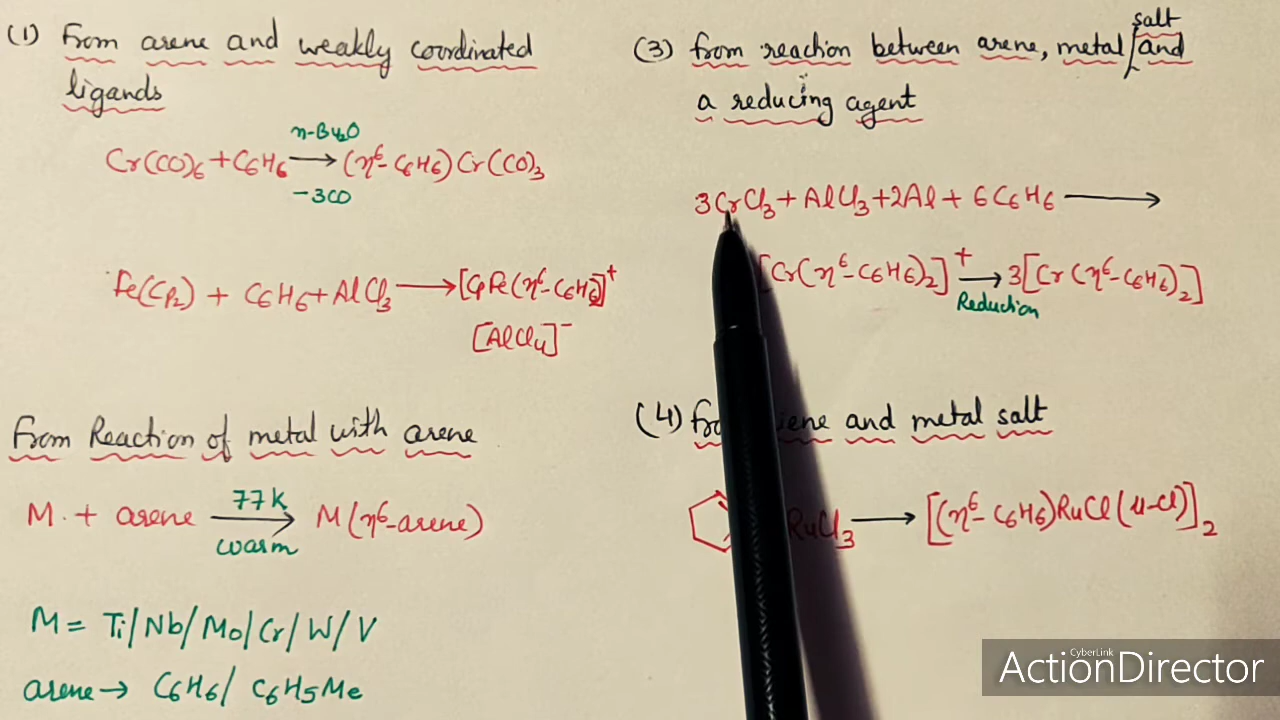 (1) From arene and weakly coordinated
ligands
n-Bu2O
Cr(CO)6 + C6H6 ⟶ (η6-C6H6)Cr(CO)3
-3CO
Fe(Cp2) + C6H6 + AlCl3 ⟶ [CpFe(η6-C6H6)]+
[AlCl4]-
From Reaction of metal with arene
77K
M + arene ⟶ M(η6-arene)
warm
M = Ti/Nb/Mo/Cr/W/V
arene → C6H6/ C6H5Me
salt
(3) from reaction between arene, metal and
a reducing agent
3CrCl3 + AlCl3 + 2Al + 6C6H6 ⟶
[Cr(η6-C6H6)2]+ ⟶ 3[Cr(η6-C6H6)2]
Reduction
(4) and metal salt
RuCl3 ⟶ [(η6-C6H6)RuCl(μ-Cl)]2
CyberLink
ActionDirector